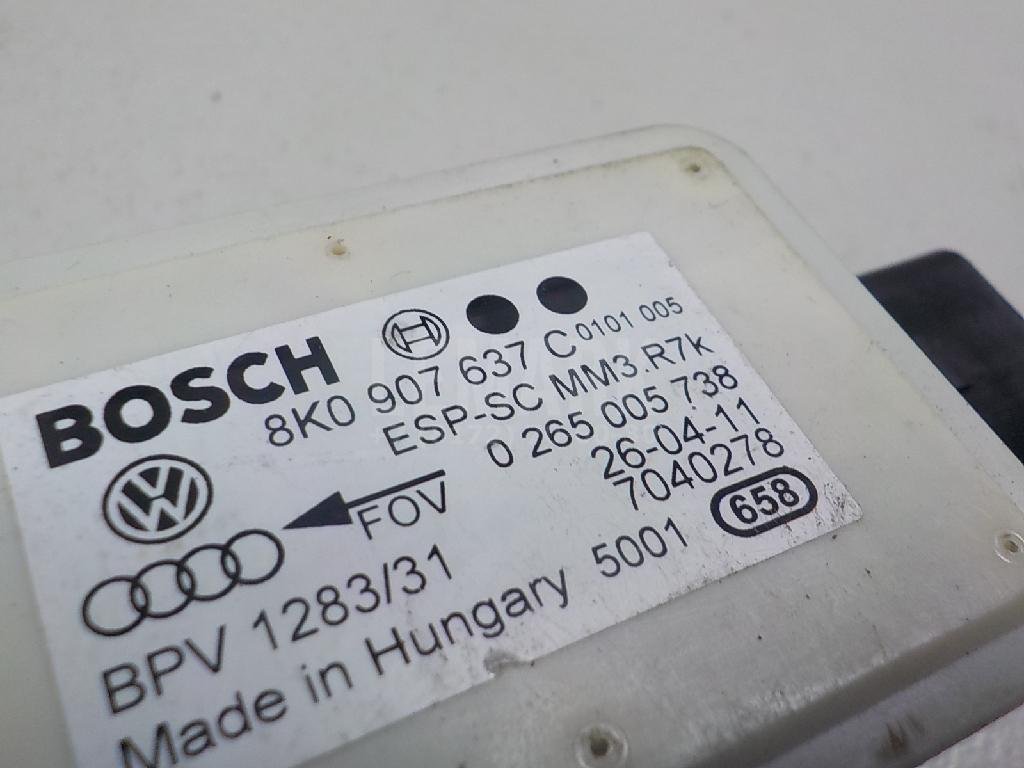 BOSCH
8K0 907 637 C 0101 005
ESP-SC MM3.R7k
0 265 005 738
26-04-11
FOV 7040278
BPV 1283/31 658
Made in Hungary 5001